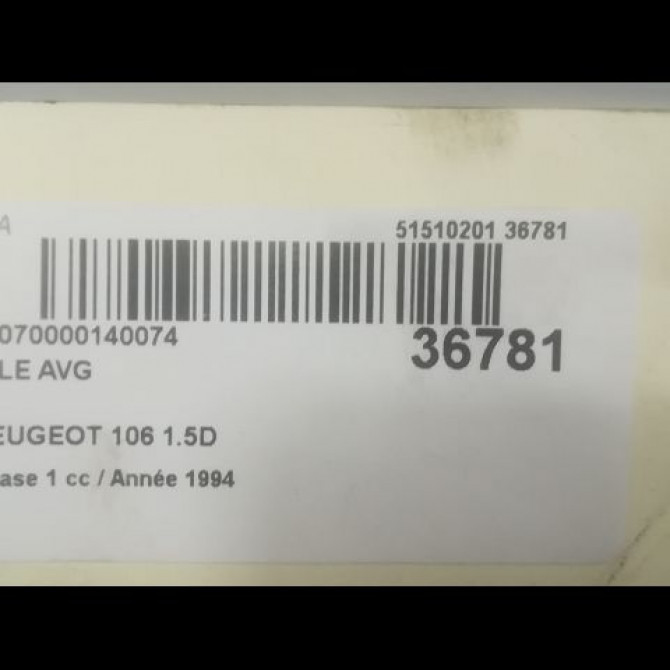 A
51510201 36781
070000140074
36781
LE AVG
EUGEOT 106 1.5D
ase 1 cc / Année 1994